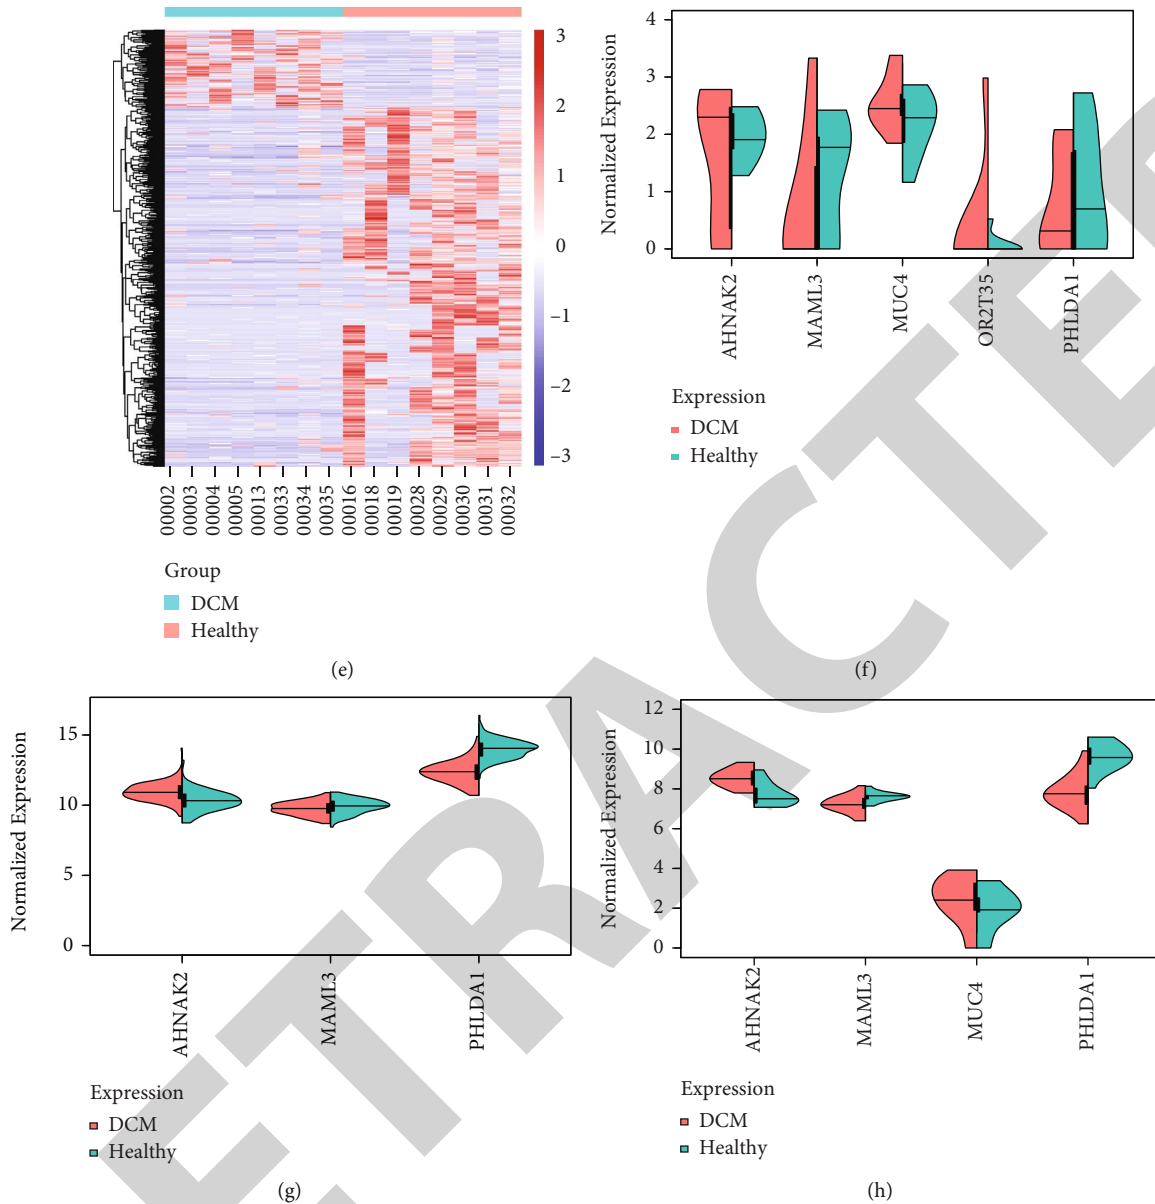 3
2
1
0
–1
–2
–3
00002
00003
00004
00005
00013
00033
00034
00035
00016
00018
00019
00028
00029
00030
00031
00032
Group
DCM
Healthy
(e)
Normalized Expression
4
3
2
1
0
AHNAK2
MAML3
MUC4
OR2T35
PHLDA1
Expression
DCM
Healthy
(f)
Normalized Expression
15
10
5
0
AHNAK2
MAML3
PHLDA1
Expression
DCM
Healthy
(g)
Normalized Expression
12
10
8
6
4
2
0
AHNAK2
MAML3
MUC4
PHLDA1
Expression
DCM
Healthy
(h)
ETRACTE